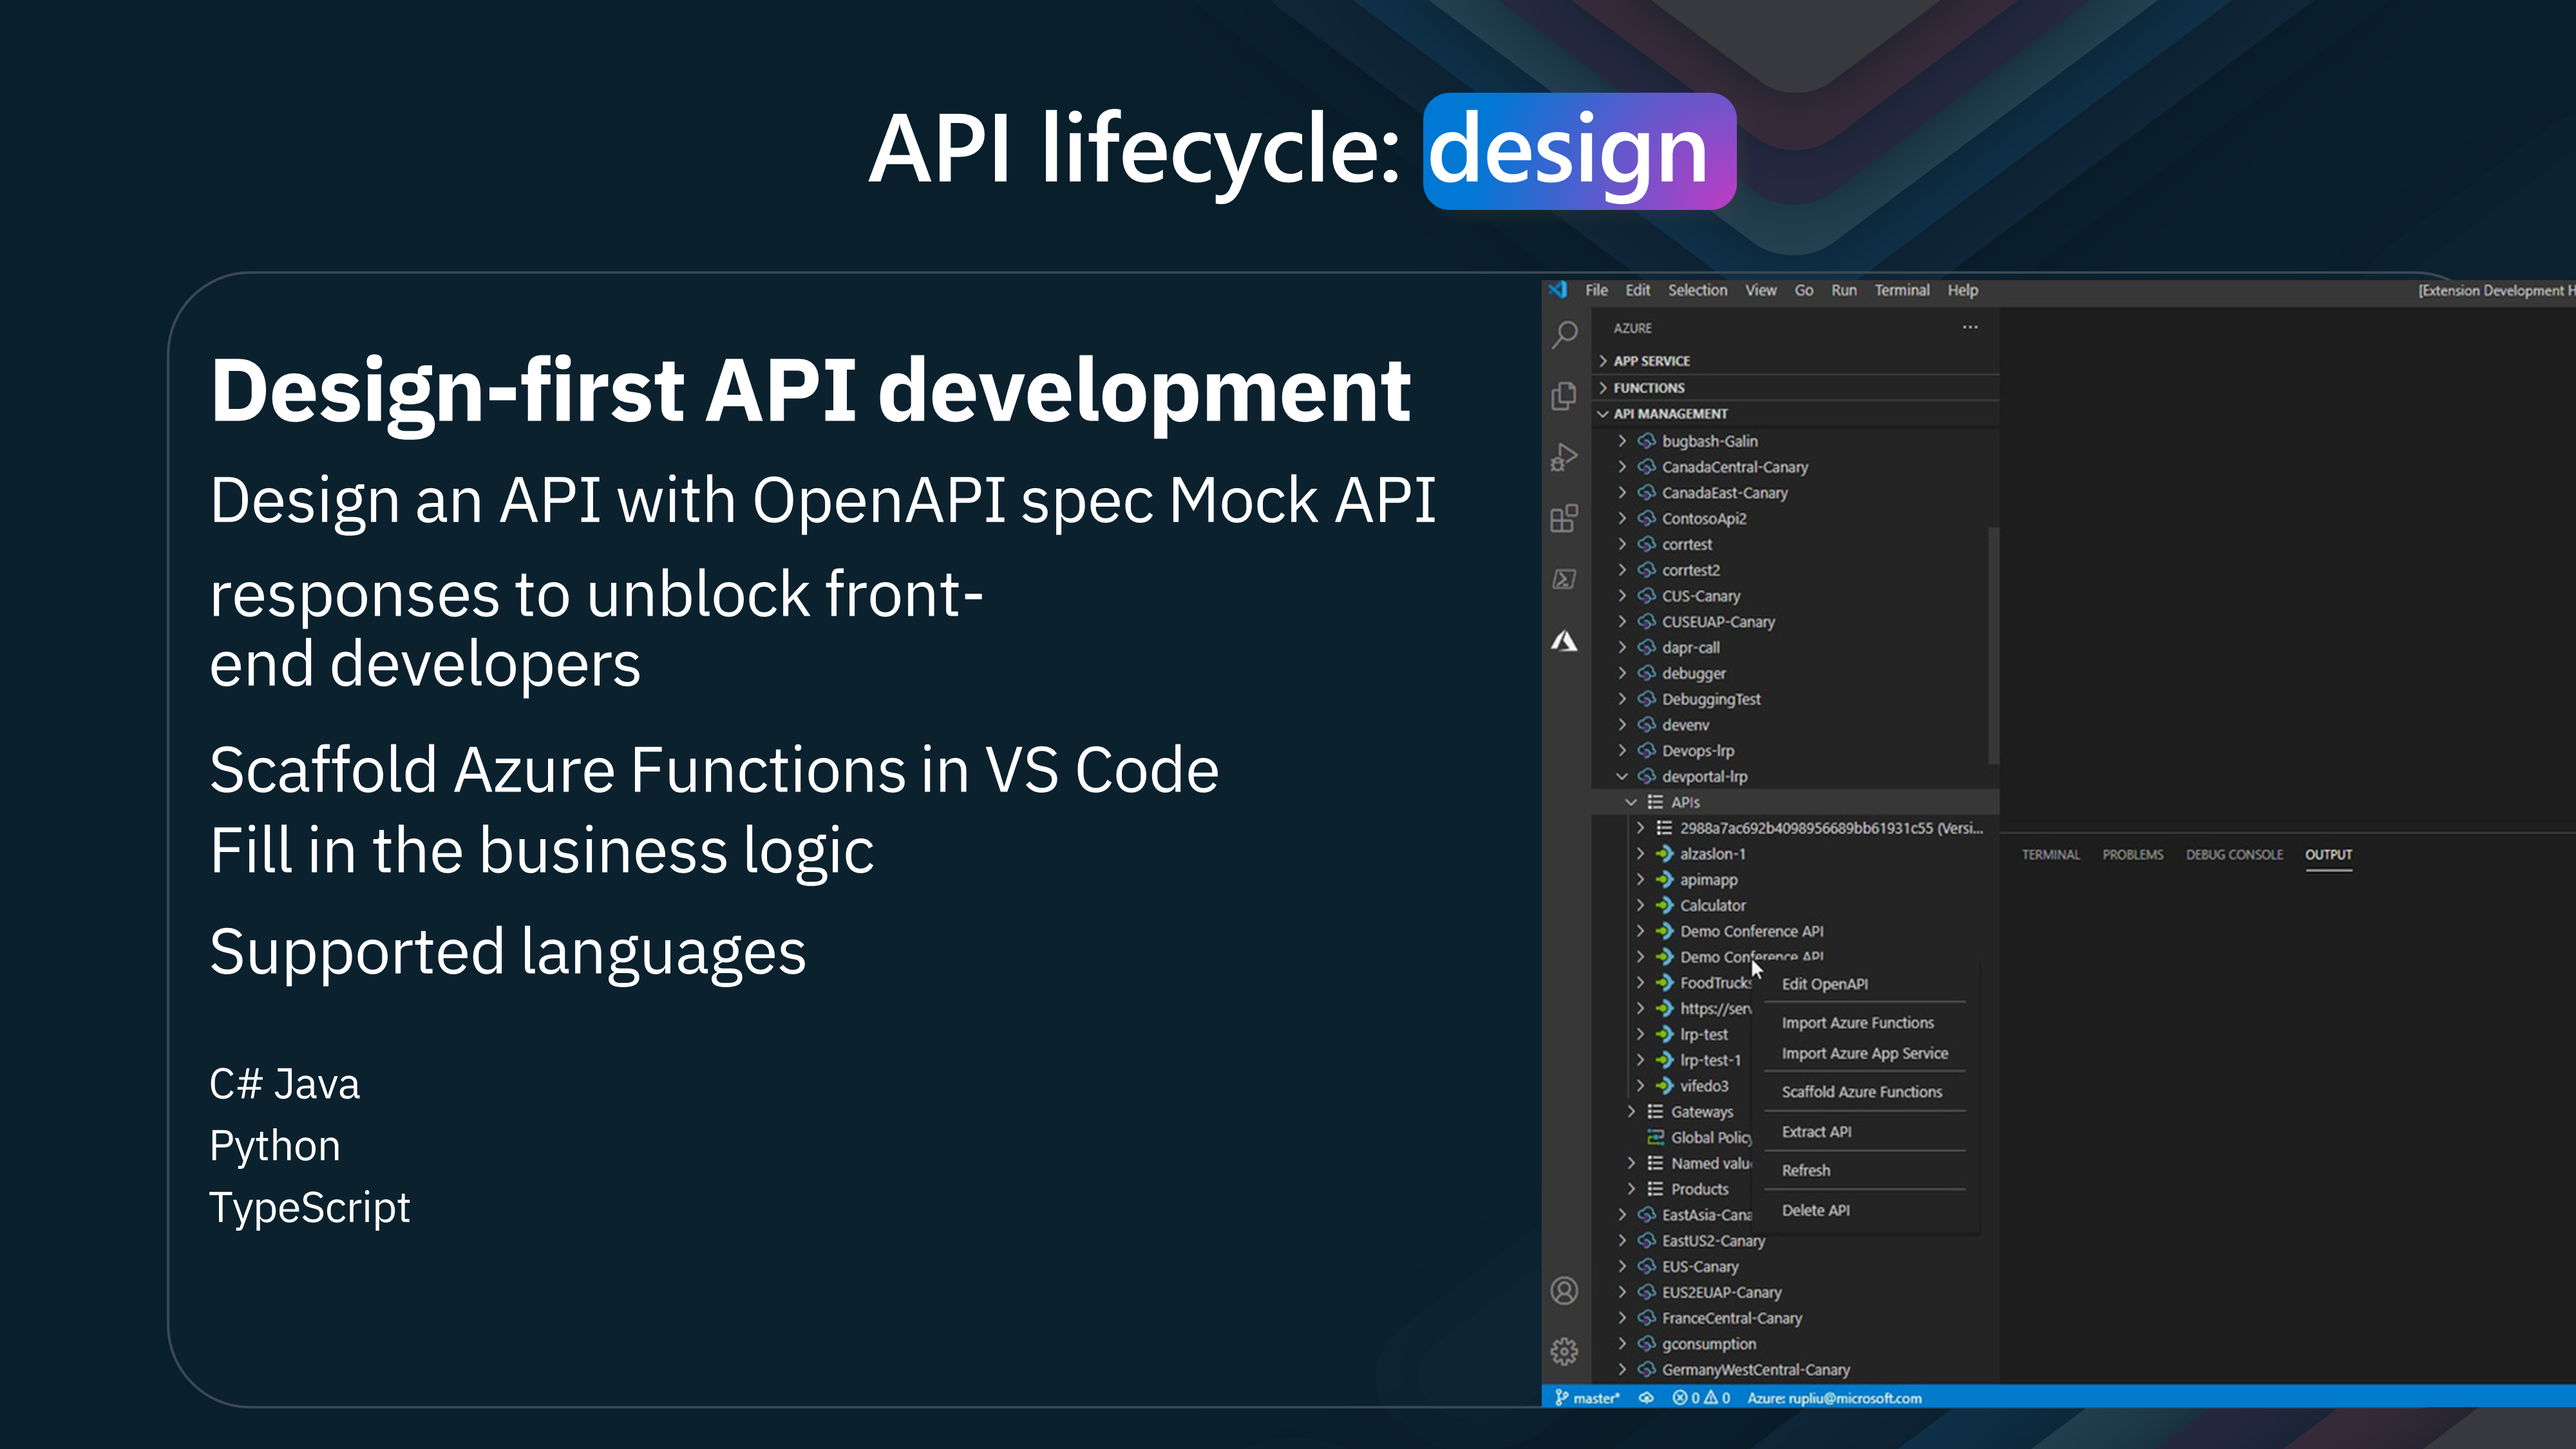 API lifecycle: design
Design-first API development
Design an API with OpenAPI spec Mock API
responses to unblock front-
end developers
Scaffold Azure Functions in VS Code
Fill in the business logic
Supported languages
C# Java
Python
TypeScript
File Edit Selection View Go Run Terminal Help
[Extension Development H
AZURE
APP SERVICE
FUNCTIONS
API MANAGEMENT
bugbash-Galin
CanadaCentral-Canary
CanadaEast-Canary
ContosoApi2
corrtest
corrtest2
CUS-Canary
CUSEUAP-Canary
dapr-call
debugger
DebuggingTest
devenv
Devops-lrp
devportal-lrp
APIs
2988a7ac692b4098956689bb61931c55 (Versi...
alzaslon-1
apimapp
Calculator
Demo Conference API
Demo Conference API
FoodTrucks
https://serv
lrp-test
lrp-test-1
vifedo3
Gateways
Global Policy
Named valu
Products
EastAsia-Cana
EastUS2-Canary
EUS-Canary
EUS2EUAP-Canary
FranceCentral-Canary
gconsumption
GermanyWestCentral-Canary
Edit OpenAPI
Import Azure Functions
Import Azure App Service
Scaffold Azure Functions
Extract API
Refresh
Delete API
TERMINAL PROBLEMS DEBUG CONSOLE OUTPUT
master* 0 0 Azure: rupliu@microsoft.com